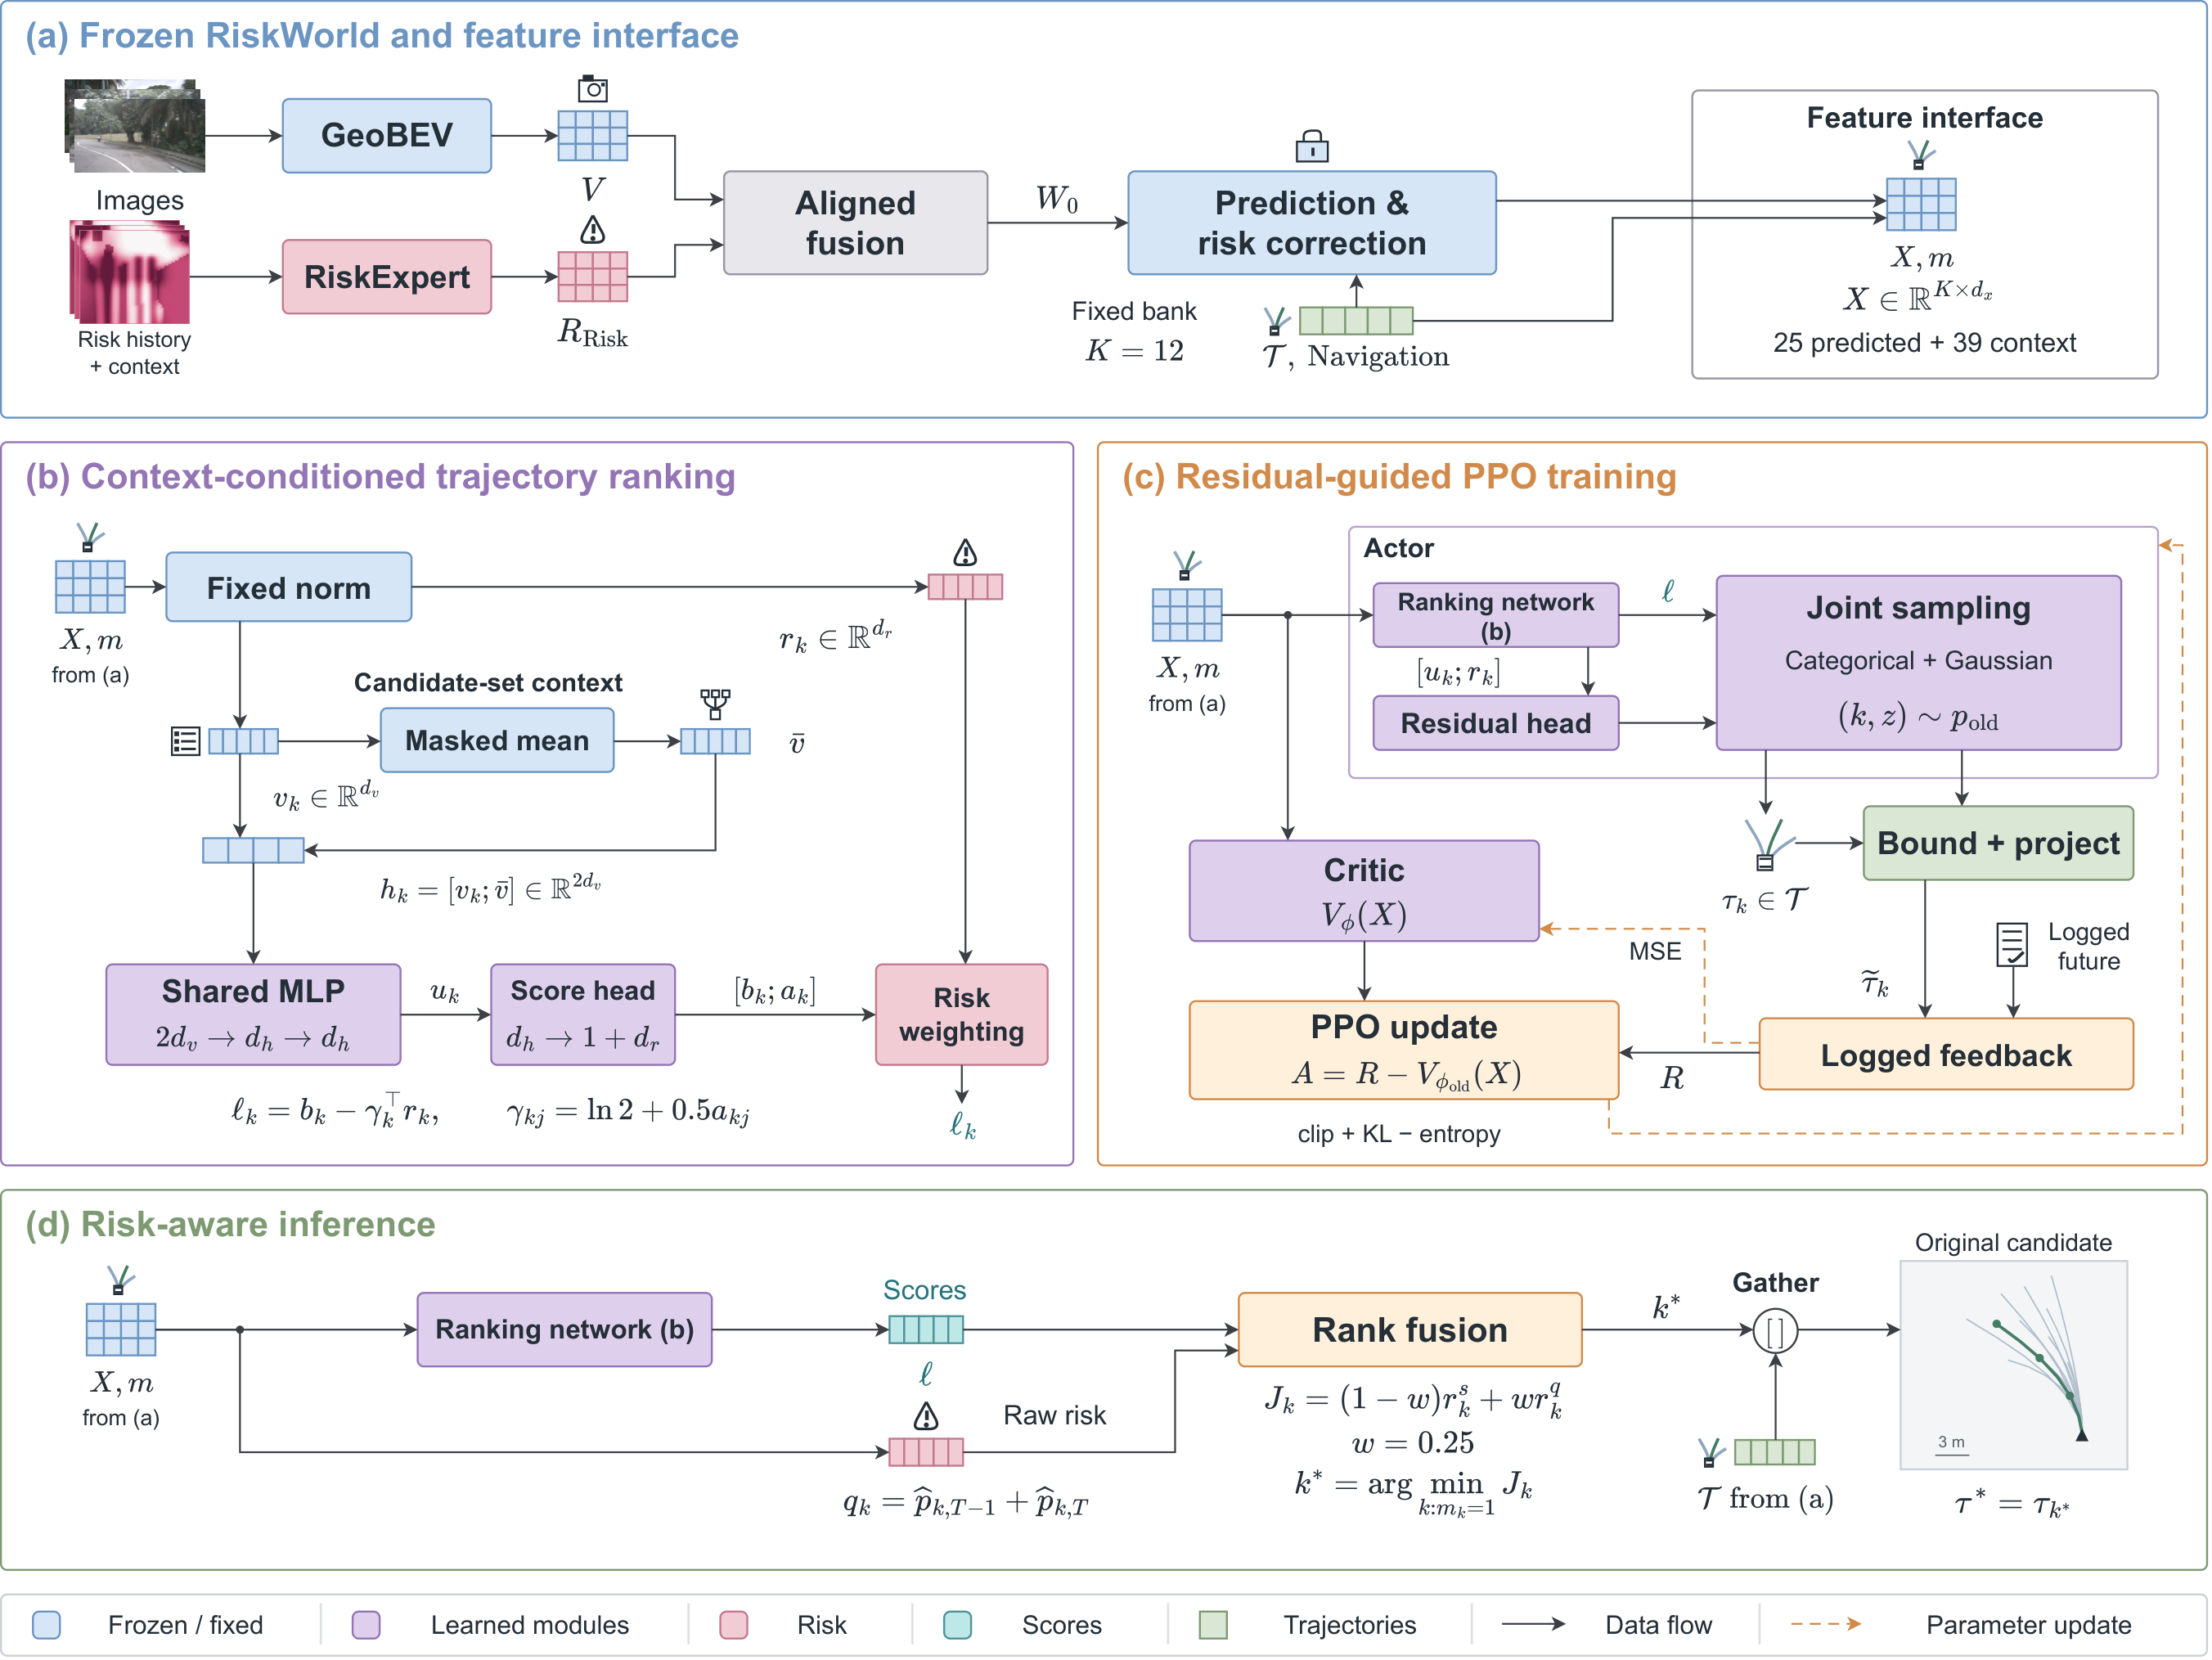 (a) Frozen RiskWorld and feature interface
Images
GeoBEV
V
Risk history
+ context
RiskExpert
R_Risk
Aligned
fusion
W_0
Prediction &
risk correction
Fixed bank
K = 12
𝒯, Navigation
Feature interface
X, m
X ∈ ℝ^{K×d_x}
25 predicted + 39 context
(b) Context-conditioned trajectory ranking
X, m
from (a)
Fixed norm
r_k ∈ ℝ^{d_r}
Candidate-set context
Masked mean
v̄
v_k ∈ ℝ^{d_v}
h_k = [v_k; v̄] ∈ ℝ^{2d_v}
Shared MLP
2d_v → d_h → d_h
u_k
Score head
d_h → 1 + d_r
[b_k; a_k]
Risk
weighting
ℓ_k = b_k − γ_k^⊤ r_k,
γ_{kj} = ln 2 + 0.5a_{kj}
ℓ_k
(c) Residual-guided PPO training
X, m
from (a)
Actor
Ranking network
(b)
ℓ
[u_k; r_k]
Residual head
Joint sampling
Categorical + Gaussian
(k, z) ∼ p_old
τ_k ∈ 𝒯
Bound + project
Critic
V_ϕ(X)
MSE
τ̃_k
Logged
future
PPO update
A = R − V_{ϕ_old}(X)
R
Logged feedback
clip + KL − entropy
(d) Risk-aware inference
X, m
from (a)
Ranking network (b)
Scores
ℓ
Raw risk
q_k = p̂_{k,T−1} + p̂_{k,T}
Rank fusion
J_k = (1 − w)r_k^s + wr_k^q
w = 0.25
k* = arg min_{k:m_k=1} J_k
k*
Gather
[ ]
𝒯 from (a)
Original candidate
3 m
τ* = τ_{k*}
Frozen / fixed
Learned modules
Risk
Scores
Trajectories
Data flow
Parameter update